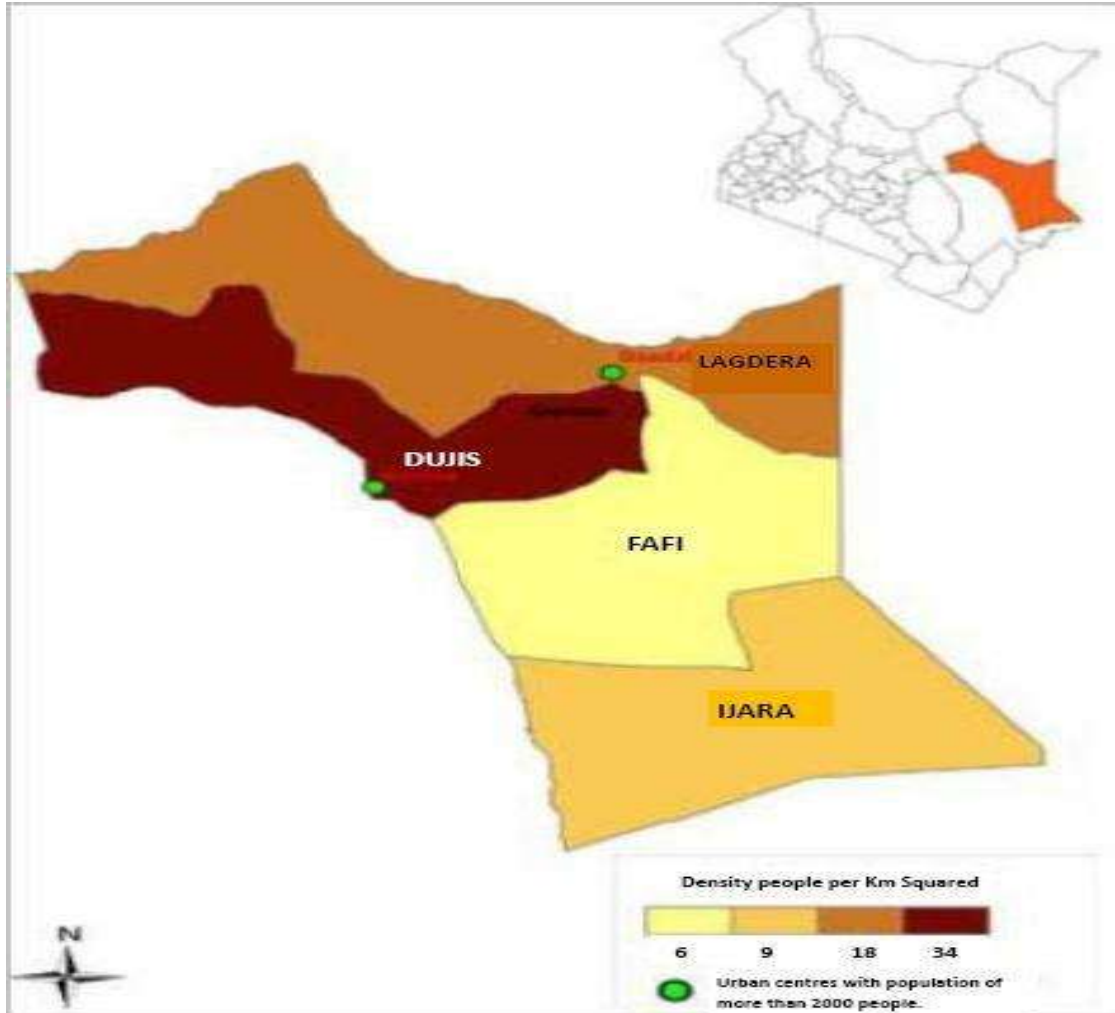 LAGDERA
DUJIS
FAFI
IJARA
Density people per Km Squared
6 9 18 34
N
Urban centres with population of
more than 2000 people.